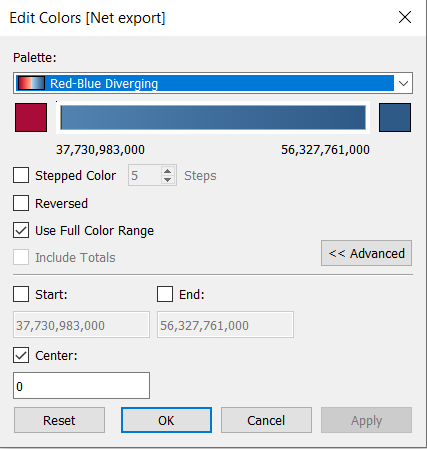 Edit Colors [Net export]
Palette:
Red-Blue Diverging
37,730,983,000 56,327,761,000
Stepped Color 5 Steps
Reversed
Use Full Color Range
Include Totals << Advanced
Start: End:
37,730,983,000 56,327,761,000
Center:
0
Reset OK Cancel Apply